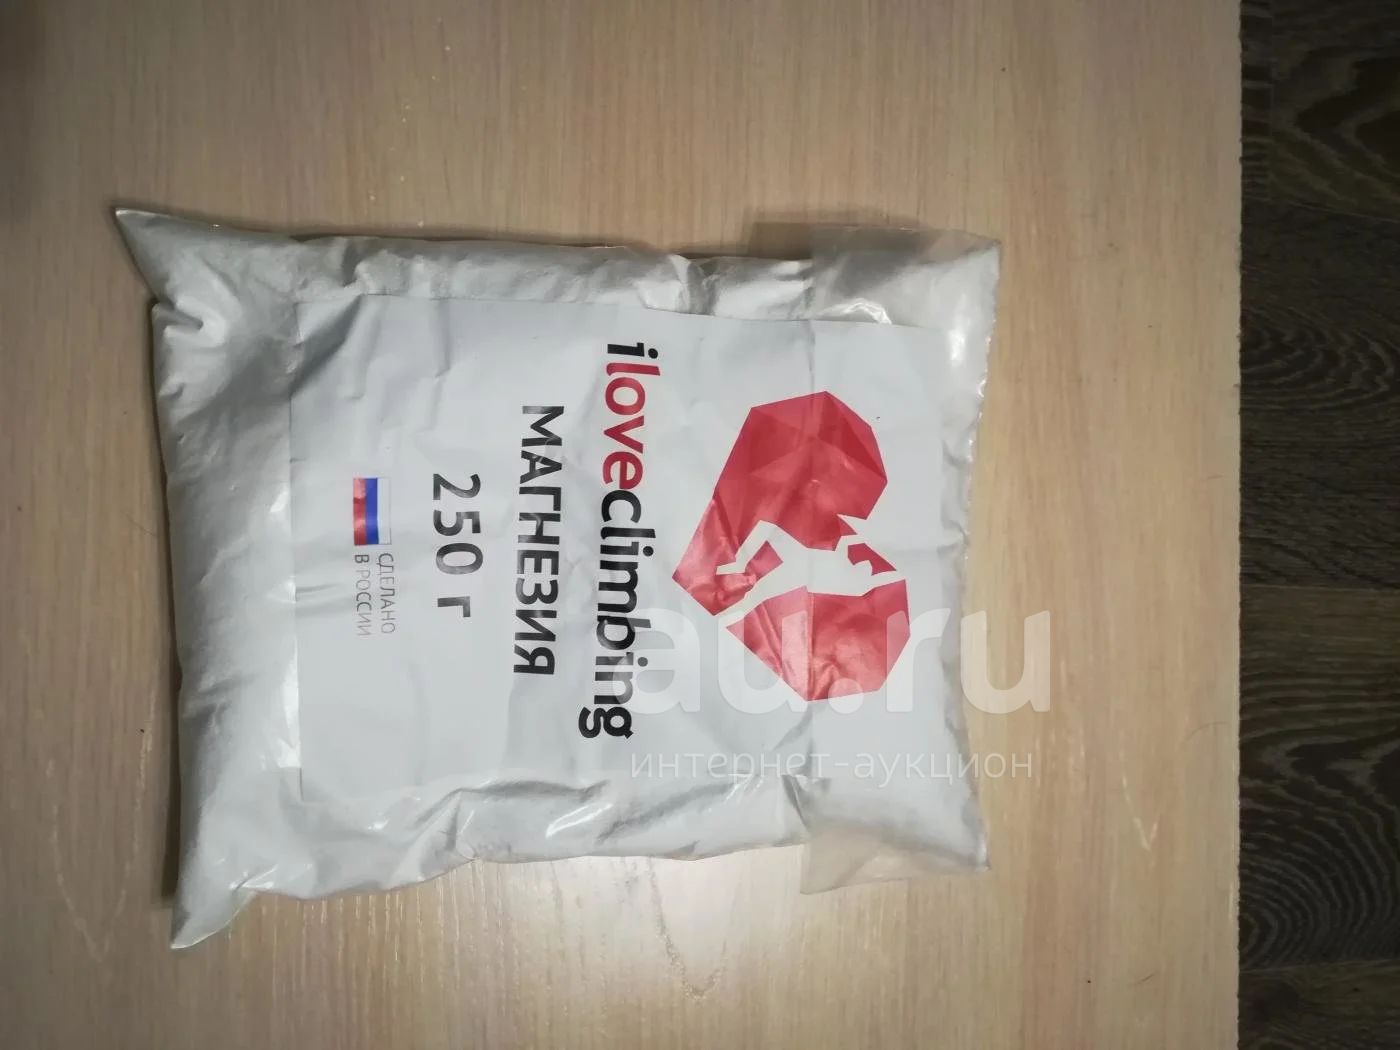 iloveclimbing
МАГНЕЗИЯ
250 г
СДЕЛАНО
В РОССИИ
au.ru
интернет-аукцион